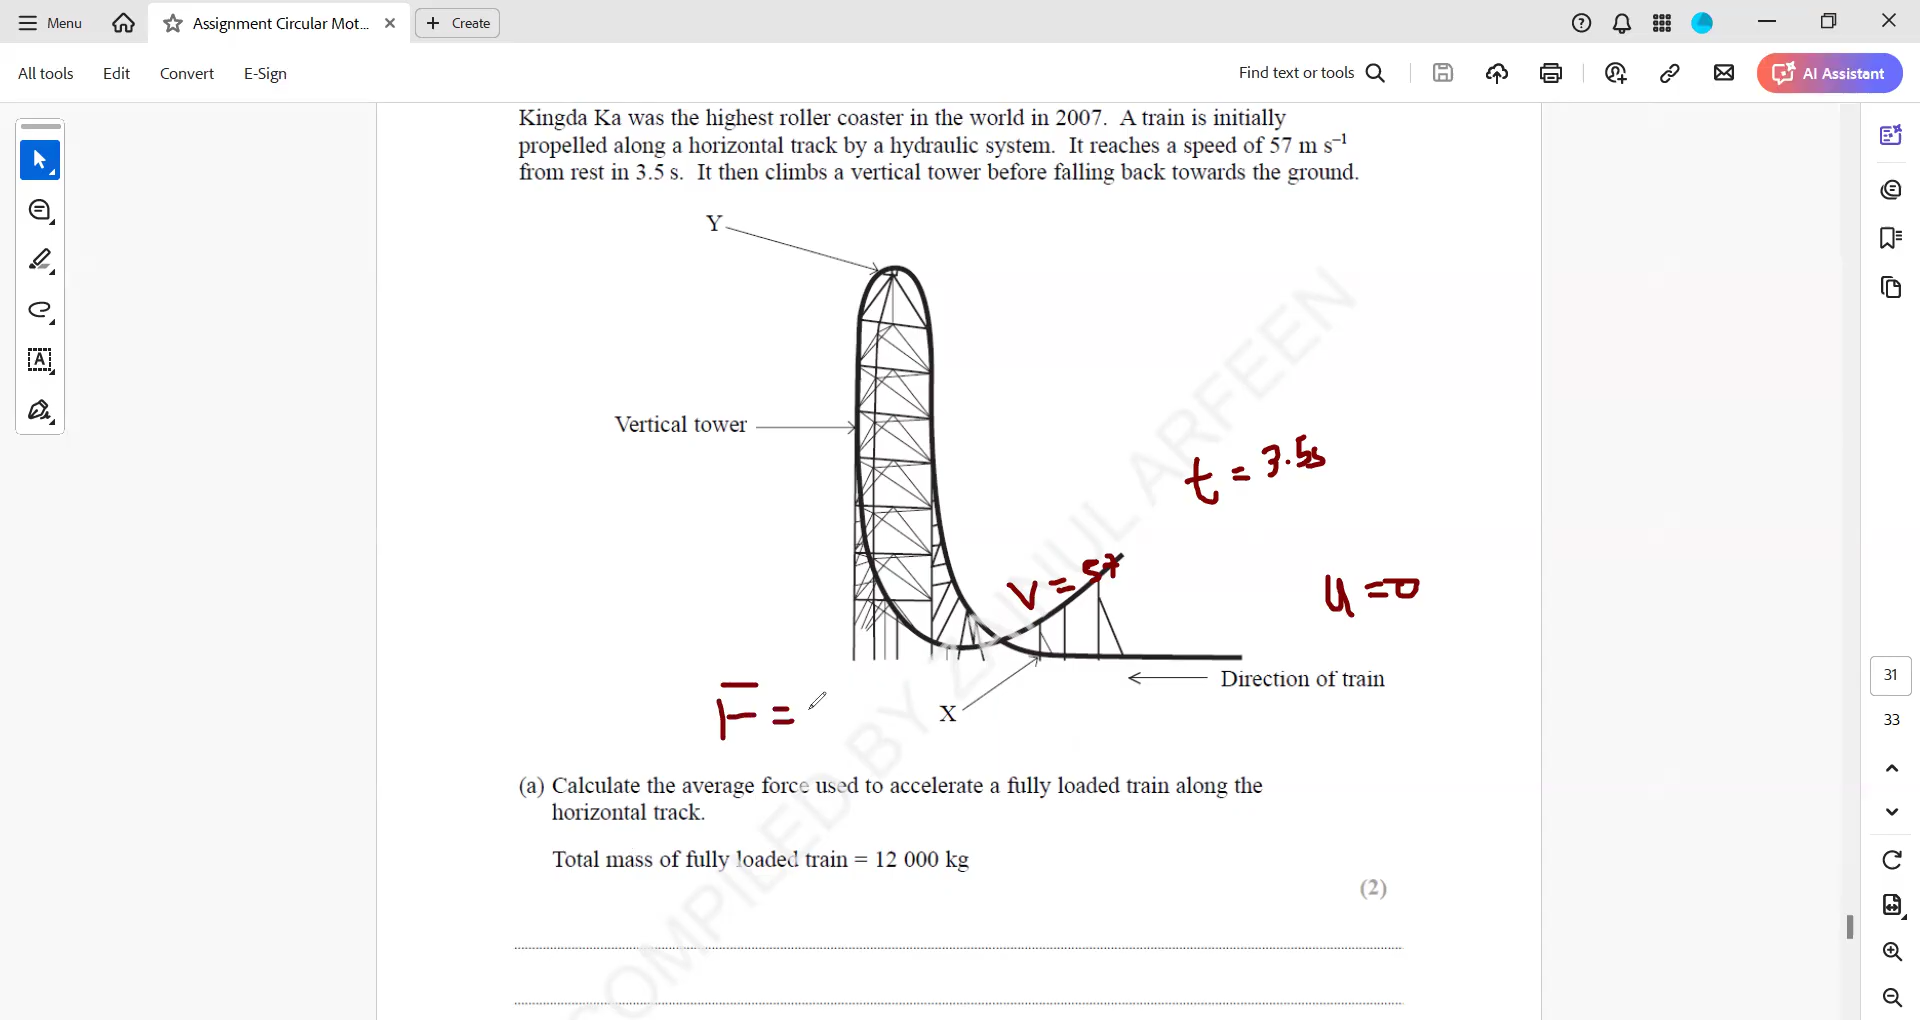 Menu
Assignment Circular Mot...
Create
All tools
Edit
Convert
E-Sign
Find text or tools
AI Assistant
Kingda Ka was the highest roller coaster in the world in 2007. A train is initially
propelled along a horizontal track by a hydraulic system. It reaches a speed of 57 m s⁻¹
from rest in 3.5 s. It then climbs a vertical tower before falling back towards the ground.
Y
Vertical tower
t = 3.5s
v = 57
u = 0
Direction of train
F =
X
(a) Calculate the average force used to accelerate a fully loaded train along the
horizontal track.
Total mass of fully loaded train = 12 000 kg
(2)
COMPILED BY ZAINUL ARFEEN
31
33